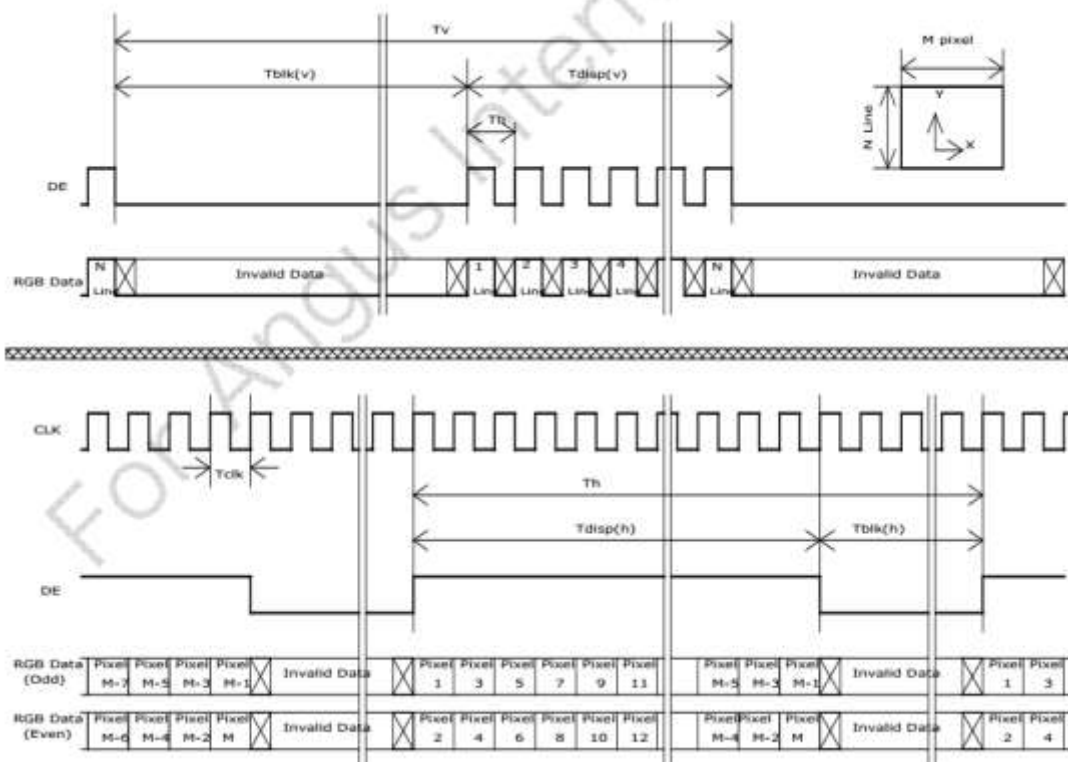 Tv
M pixel
Tblk(v)
Tdisp(v)
Th
N Line
Y
X
DE
RGB Data
N
Line
Invalid Data
1
Line
2
Line
3
Line
4
Line
N
Line
Invalid Data
CLK
Tclk
Th
Tdisp(h)
Tblk(h)
DE
RGB Data
(Odd)
Pixel Pixel Pixel Pixel
M-7 M-5 M-3 M-1
Invalid Data
Pixel Pixel Pixel Pixel Pixel Pixel
1 3 5 7 9 11
Pixel Pixel Pixel
M-5 M-3 M-1
Invalid Data
Pixel Pixel
1 3
RGB Data
(Even)
Pixel Pixel Pixel Pixel
M-6 M-4 M-2 M
Invalid Data
Pixel Pixel Pixel Pixel Pixel Pixel
2 4 6 8 10 12
Pixel Pixel Pixel
M-4 M-2 M
Invalid Data
Pixel Pixel
2 4
For Angus Intern